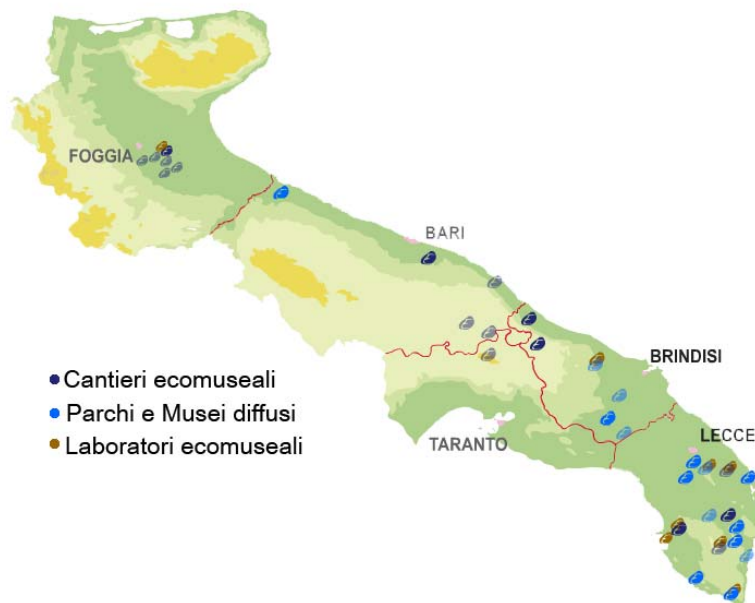 FOGGIA
BARI
BRINDISI
Cantieri ecomuseali
Parchi e Musei diffusi
TARANTO
LECCE
Laboratori ecomuseali